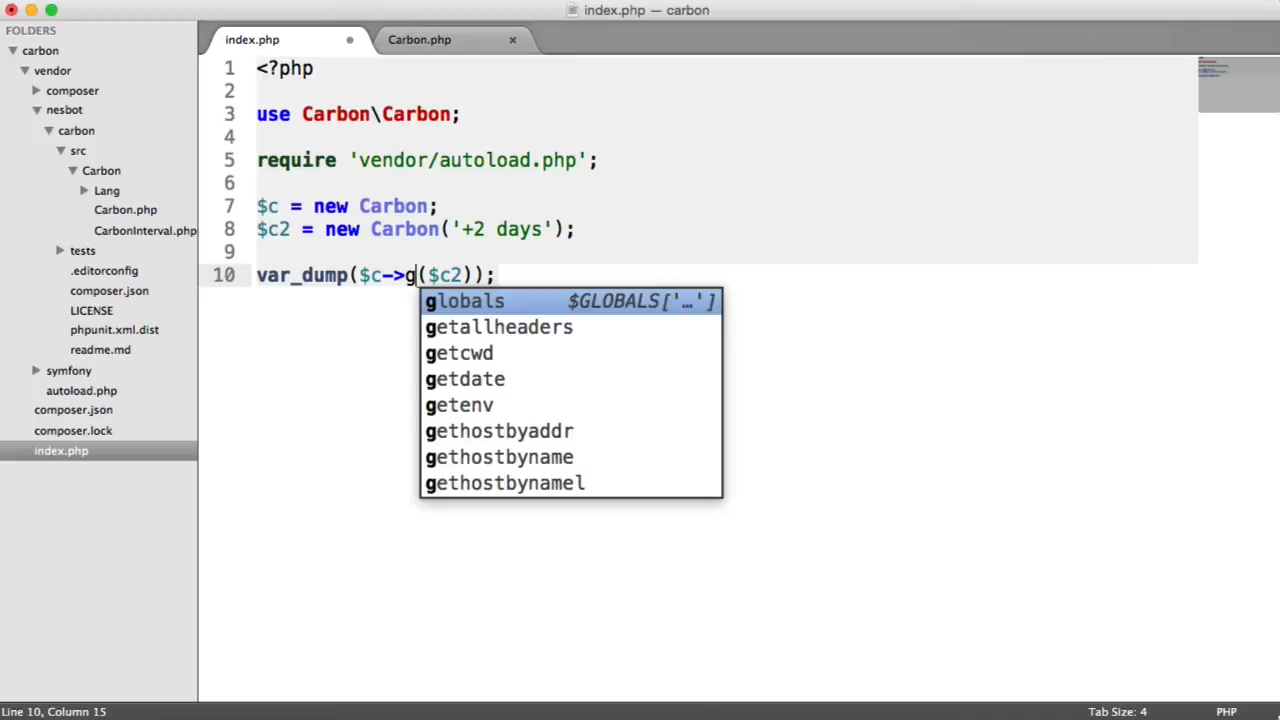 index.php — carbon
FOLDERS
carbon
vendor
composer
nesbot
carbon
src
Carbon
Lang
Carbon.php
CarbonInterval.php
tests
.editorconfig
composer.json
LICENSE
phpunit.xml.dist
readme.md
symfony
autoload.php
composer.json
composer.lock
index.php
index.php
Carbon.php
1 <?php
2
3 use Carbon\Carbon;
4
5 require 'vendor/autoload.php';
6
7 $c = new Carbon;
8 $c2 = new Carbon('+2 days');
9
10 var_dump($c->g($c2));
globals $GLOBALS['…']
getallheaders
getcwd
getdate
getenv
gethostbyaddr
gethostbyname
gethostbynamel
Line 10, Column 15
Tab Size: 4
PHP